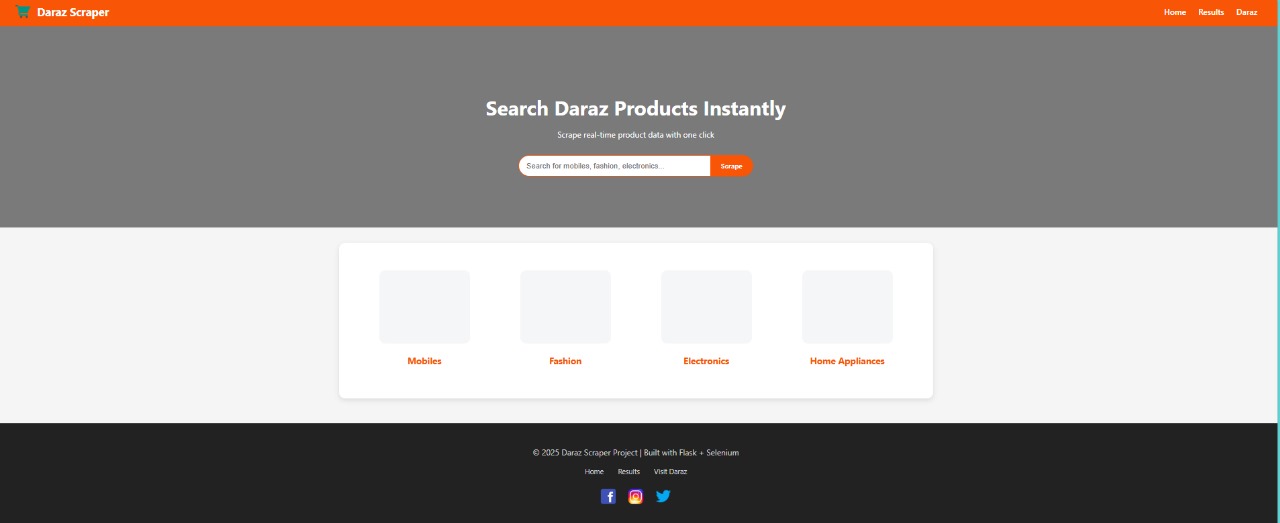 Daraz Scraper
Home Results Daraz
Search Daraz Products Instantly
Scrape real-time product data with one click
Search for mobiles, fashion, electronics...
Scrape
Mobiles
Fashion
Electronics
Home Appliances
© 2025 Daraz Scraper Project | Built with Flask + Selenium
Home Results Visit Daraz